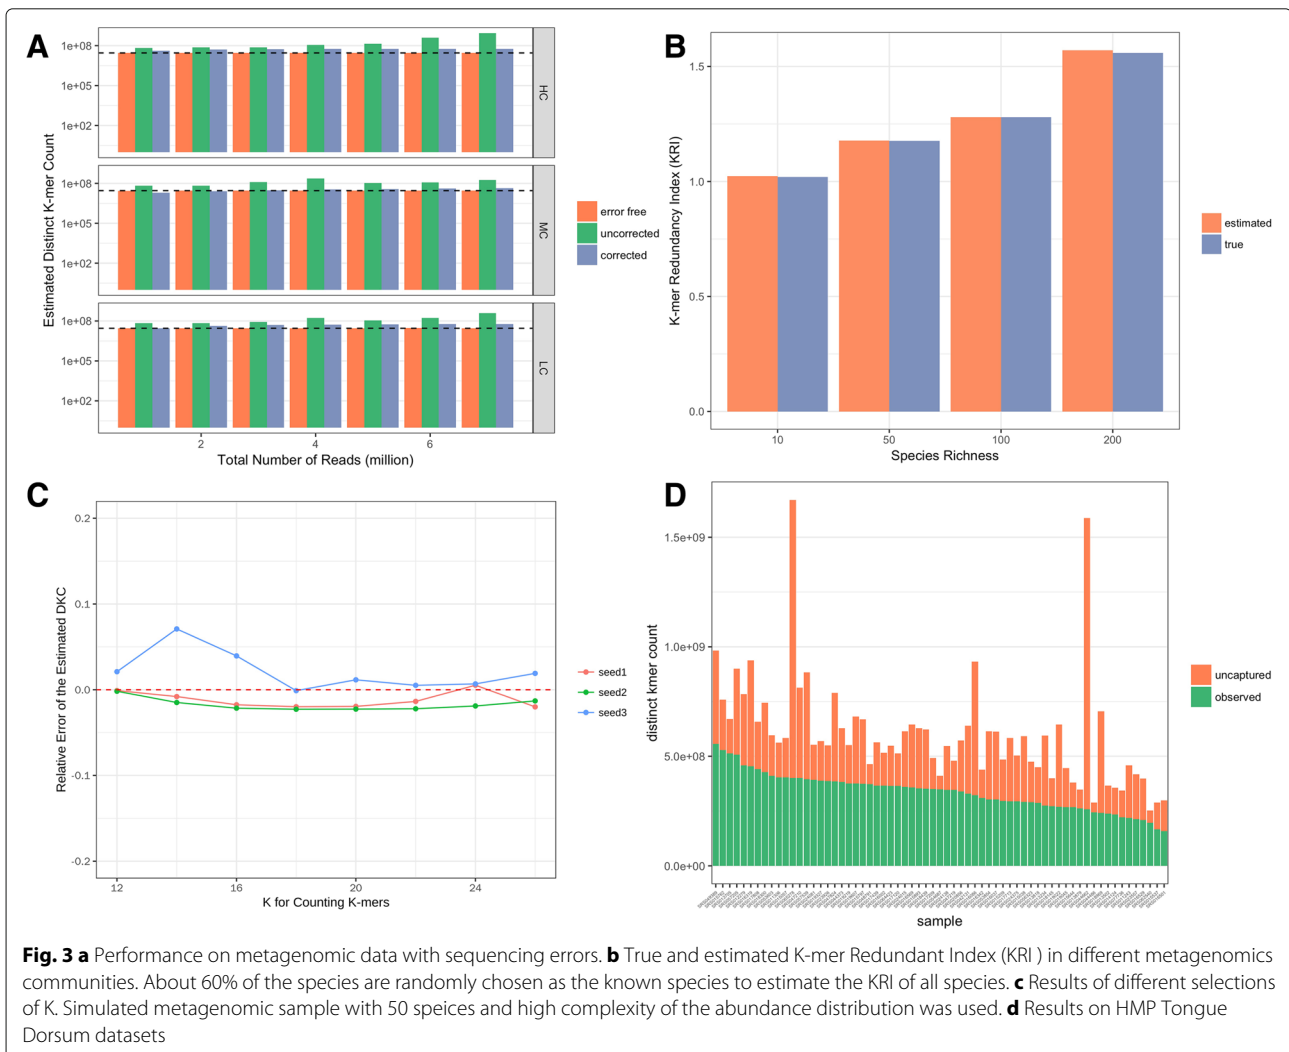 A
1e+08
1e+05
1e+02
HC
1e+08
1e+05
1e+02
MC
1e+08
1e+05
1e+02
LC
2
4
6
Estimated Distinct K-mer Count
Total Number of Reads (million)
error free
uncorrected
corrected
B
1.5
1.0
0.5
0.0
K-mer Redundancy Index (KRI)
10
50
100
200
Species Richness
estimated
true
C
0.2
0.1
0.0
-0.1
-0.2
Relative Error of the Estimated DKC
12
16
20
24
K for Counting K-mers
seed1
seed2
seed3
D
1.5e+09
1.0e+09
5.0e+08
0.0e+00
distinct kmer count
sample
uncaptured
observed
Fig. 3 a Performance on metagenomic data with sequencing errors. b True and estimated K-mer Redundant Index (KRI ) in different metagenomics
communities. About 60% of the species are randomly chosen as the known species to estimate the KRI of all species. c Results of different selections
of K. Simulated metagenomic sample with 50 speices and high complexity of the abundance distribution was used. d Results on HMP Tongue
Dorsum datasets